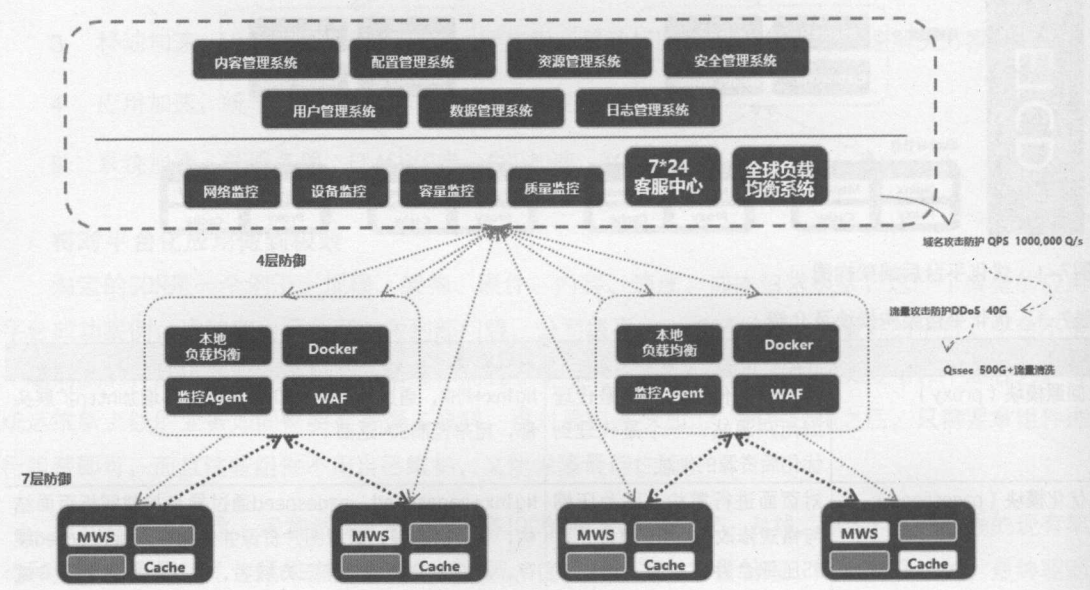 内容管理系统
配置管理系统
资源管理系统
安全管理系统
用户管理系统
数据管理系统
日志管理系统
网络监控
设备监控
容量监控
质量监控
7*24
客服中心
全球负载
均衡系统
域名攻击防护 QPS 1000,000 Q/s
4层防御
流量攻击防护DDoS 40G
Qssec 500G+流量清洗
本地
负载均衡
Docker
监控Agent
WAF
本地
负载均衡
Docker
监控Agent
WAF
7层防御
MWS
Cache
MWS
Cache
MWS
Cache
MWS
Cache